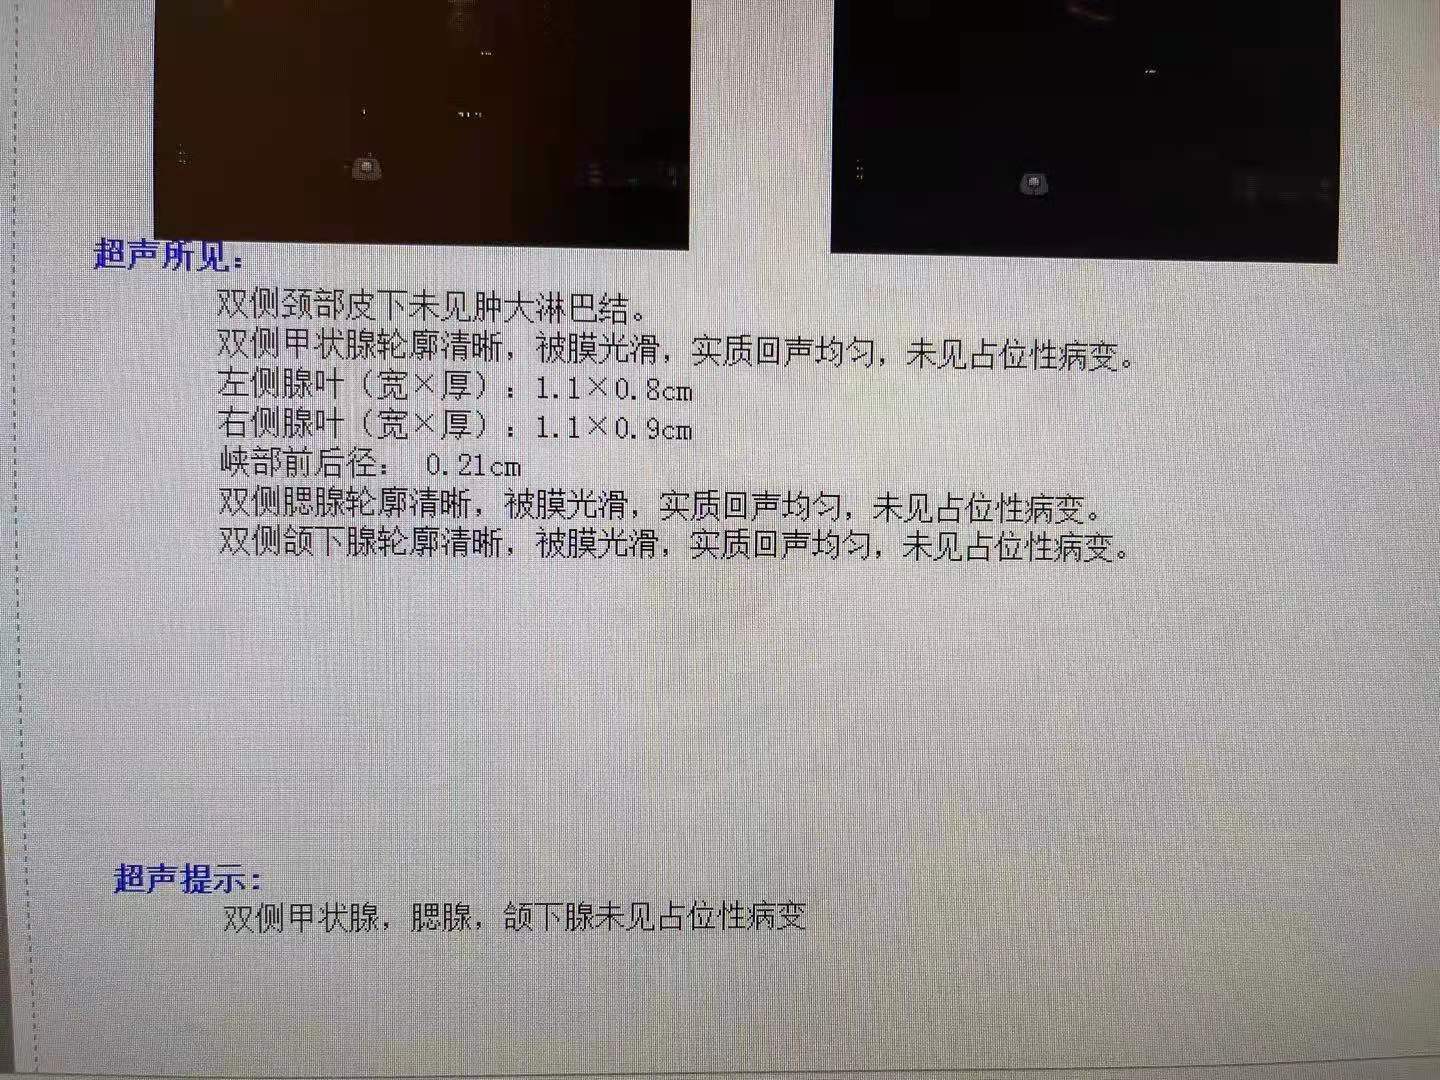 超声所见：
双侧颈部皮下未见肿大淋巴结。
双侧甲状腺轮廓清晰，被膜光滑，实质回声均匀，未见占位性病变。
左侧腺叶（宽×厚）：1.1×0.8cm
右侧腺叶（宽×厚）：1.1×0.9cm
峡部前后径： 0.21cm
双侧腮腺轮廓清晰，被膜光滑，实质回声均匀，未见占位性病变。
双侧颌下腺轮廓清晰，被膜光滑，实质回声均匀，未见占位性病变。
超声提示：
双侧甲状腺，腮腺，颌下腺未见占位性病变